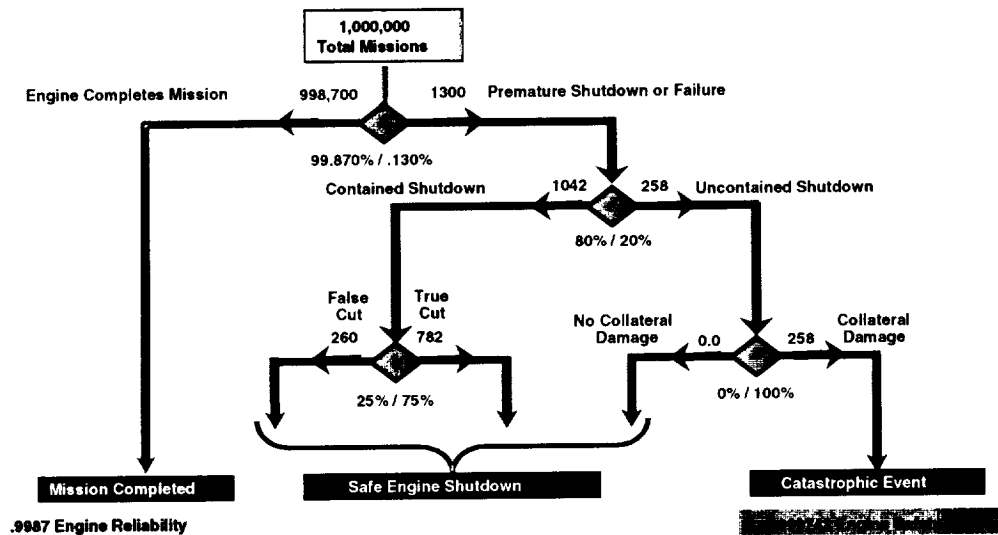 1,000,000
Total Missions
Engine Completes Mission
998,700
1300
Premature Shutdown or Failure
99.870% / .130%
Contained Shutdown
1042
258
Uncontained Shutdown
80% / 20%
False
Cut
True
Cut
260
782
No Collateral
Damage
0.0
258
Collateral
Damage
25% / 75%
0% / 100%
Mission Completed
Safe Engine Shutdown
Catastrophic Event
.9987 Engine Reliability
Engine